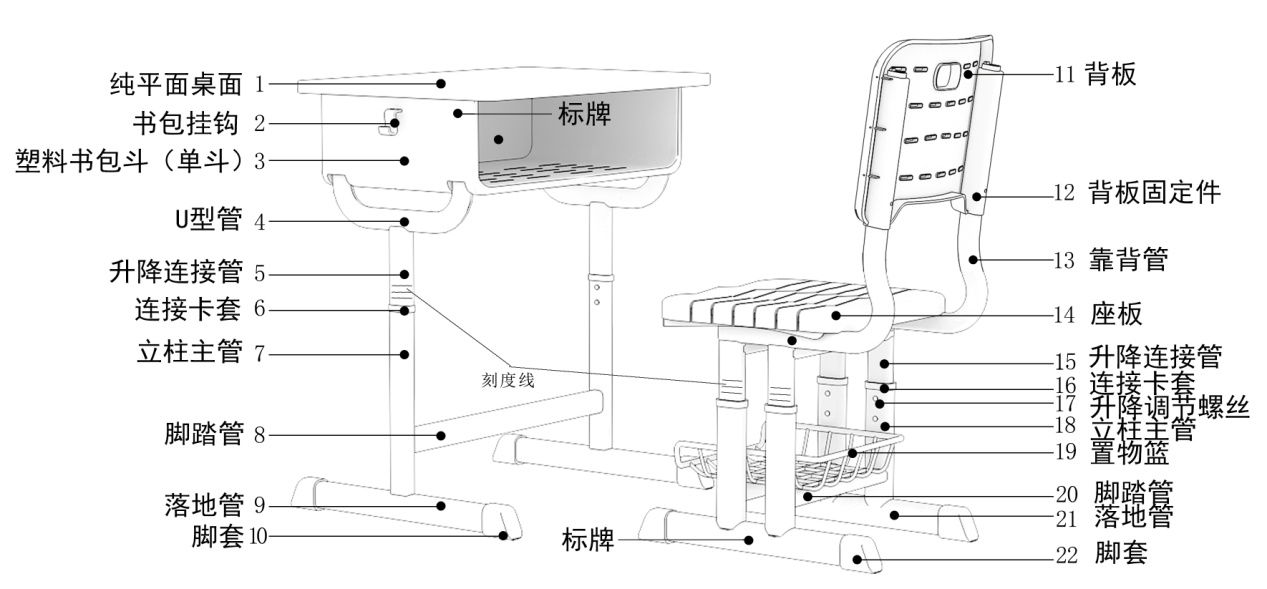 纯平面桌面 1
书包挂钩 2
塑料书包斗（单斗）3
U型管 4
升降连接管 5
连接卡套 6
立柱主管 7
脚踏管 8
落地管 9
脚套 10
标牌
刻度线
标牌
11 背板
12 背板固定件
13 靠背管
14 座板
15 升降连接管
16 连接卡套
17 升降调节螺丝
18 立柱主管
19 置物篮
20 脚踏管
21 落地管
22 脚套